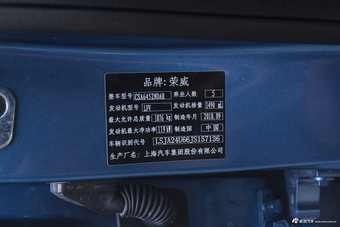 品牌: 荣威
整车型号 CSA6452NDAR 乘坐人数 5
发动机型号 LFV 发动机排量 1490 mL
最大允许总质量 1876 kg 制造年月 2018.09
发动机最大净功率 119 kW 制造国 中国
车辆识别代号 LSJA24U66JS157136
生产厂名: 上海汽车集团股份有限公司